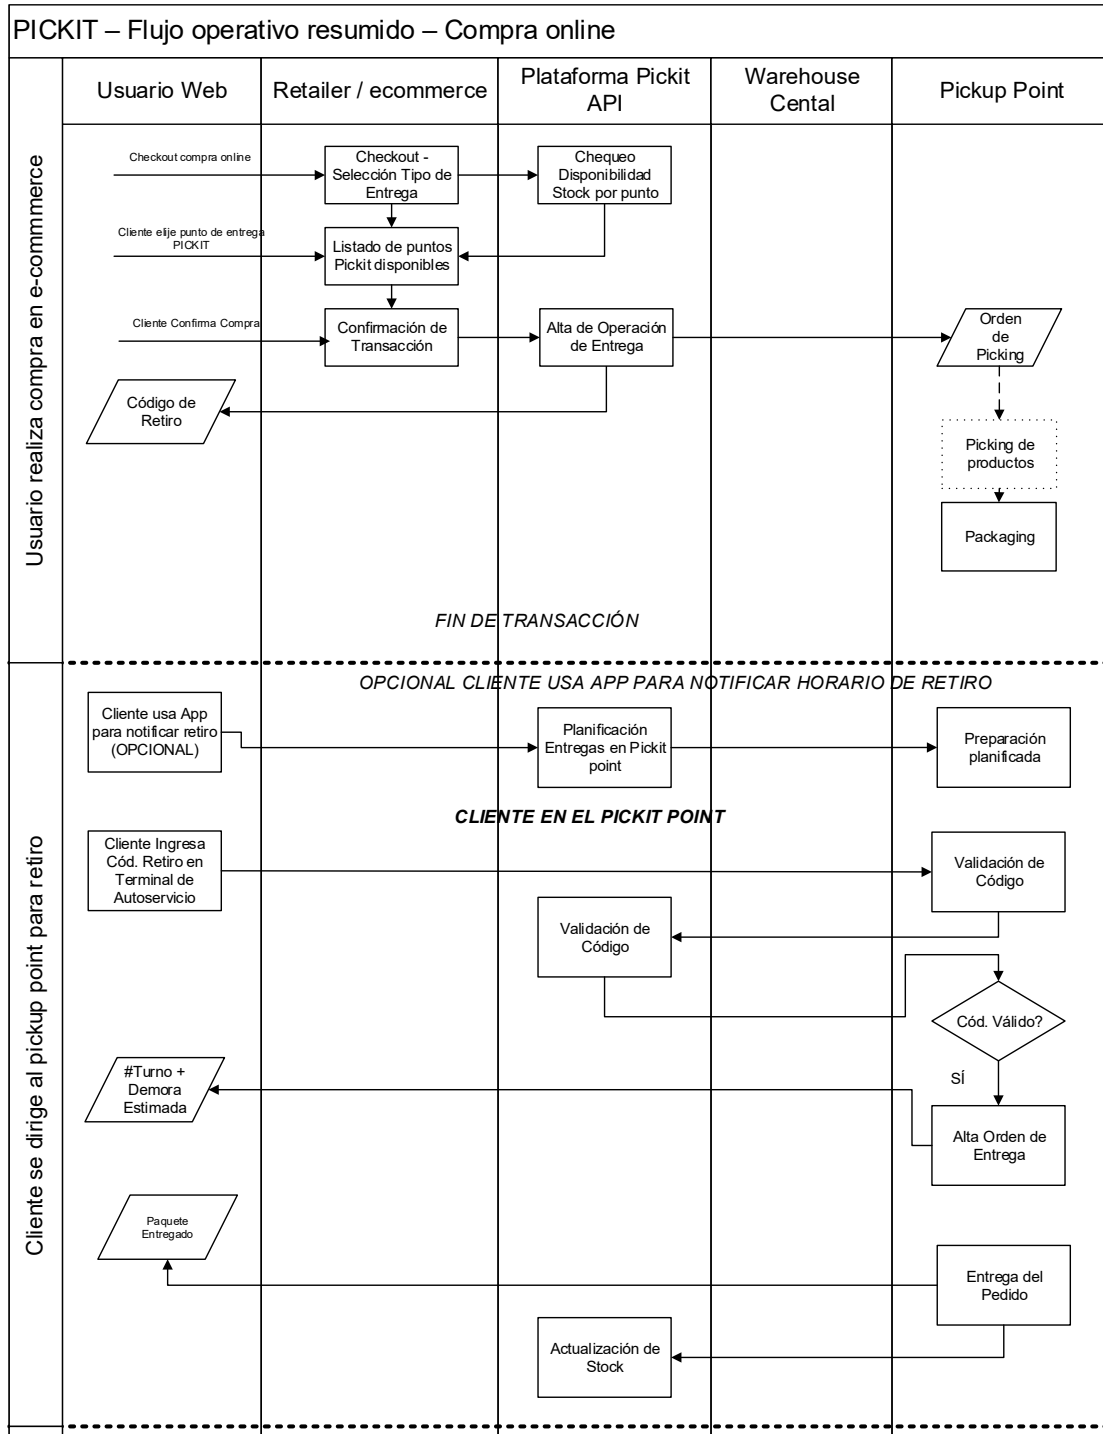 PICKIT – Flujo operativo resumido – Compra online
Usuario Web
Retailer / ecommerce
Plataforma Pickit
API
Warehouse
Cental
Pickup Point
Usuario realiza compra en e-commmerce
Checkout compra online
Checkout -
Selección Tipo de
Entrega
Chequeo
Disponibilidad
Stock por punto
Cliente elije punto de entrega
PICKIT
Listado de puntos
Pickit disponibles
Cliente Confirma Compra
Confirmación de
Transacción
Alta de Operación
de Entrega
Orden
de
Picking
Código de
Retiro
Picking de
productos
Packaging
FIN DE TRANSACCIÓN
Cliente se dirige al pickup point para retiro
OPCIONAL CLIENTE USA APP PARA NOTIFICAR HORARIO DE RETIRO
Cliente usa App
para notificar retiro
(OPCIONAL)
Planificación
Entregas en Pickit
point
Preparación
planificada
CLIENTE EN EL PICKIT POINT
Cliente Ingresa
Cód. Retiro en
Terminal de
Autoservicio
Validación de
Código
Validación de
Código
Cód. Válido?
SÍ
#Turno +
Demora
Estimada
Alta Orden de
Entrega
Paquete
Entregado
Entrega del
Pedido
Actualización de
Stock